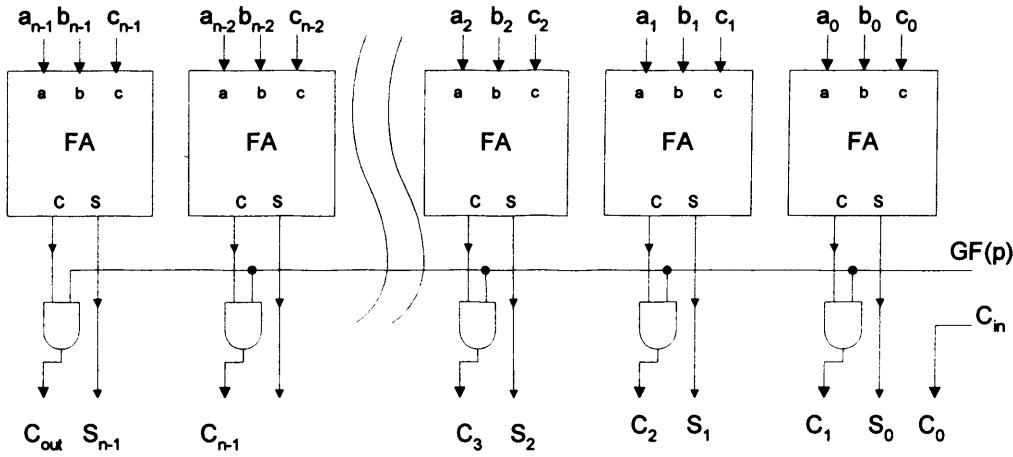 aₙ₋₁ bₙ₋₁ cₙ₋₁ aₙ₋₂ bₙ₋₂ cₙ₋₂ a₂ b₂ c₂ a₁ b₁ c₁ a₀ b₀ c₀
a b c a b c a b c a b c a b c
FA FA FA FA FA
C S C S C S C S C S
GF(p)
Cᵢₙ
Cₒᵤₜ Sₙ₋₁ Cₙ₋₁ C₃ S₂ C₂ S₁ C₁ S₀ C₀